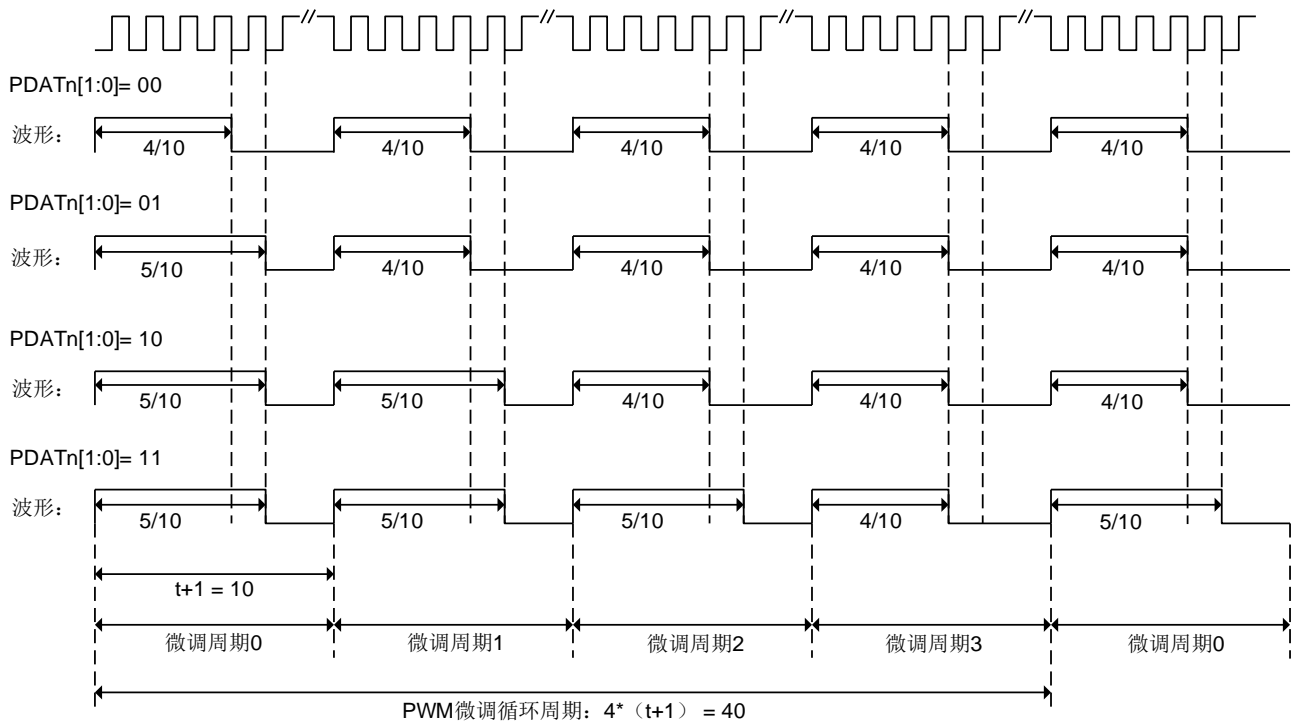 PDATn[1:0]= 00
波形：
4/10 4/10 4/10 4/10 4/10
PDATn[1:0]= 01
波形：
5/10 4/10 4/10 4/10 4/10
PDATn[1:0]= 10
波形：
5/10 5/10 4/10 4/10 4/10
PDATn[1:0]= 11
波形：
5/10 5/10 5/10 4/10 5/10
t+1 = 10
微调周期0 微调周期1 微调周期2 微调周期3 微调周期0
PWM微调循环周期：4*（t+1） = 40